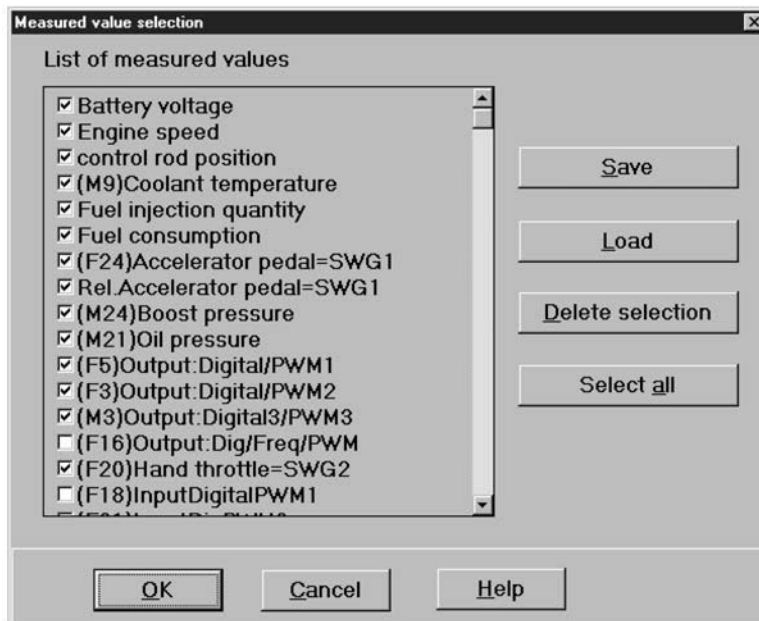 Measured value selection
List of measured values
Battery voltage
Engine speed
control rod position
(M9)Coolant temperature
Fuel injection quantity
Fuel consumption
(F24)Accelerator pedal=SWG1
Rel.Accelerator pedal=SWG1
(M24)Boost pressure
(M21)Oil pressure
(F5)Output:Digital/PWM1
(F3)Output:Digital/PWM2
(M3)Output:Digital3/PWM3
(F16)Output:Dig/Freq/PWM
(F20)Hand throttle=SWG2
(F18)InputDigitalPWM1
Save
Load
Delete selection
Select all
OK
Cancel
Help